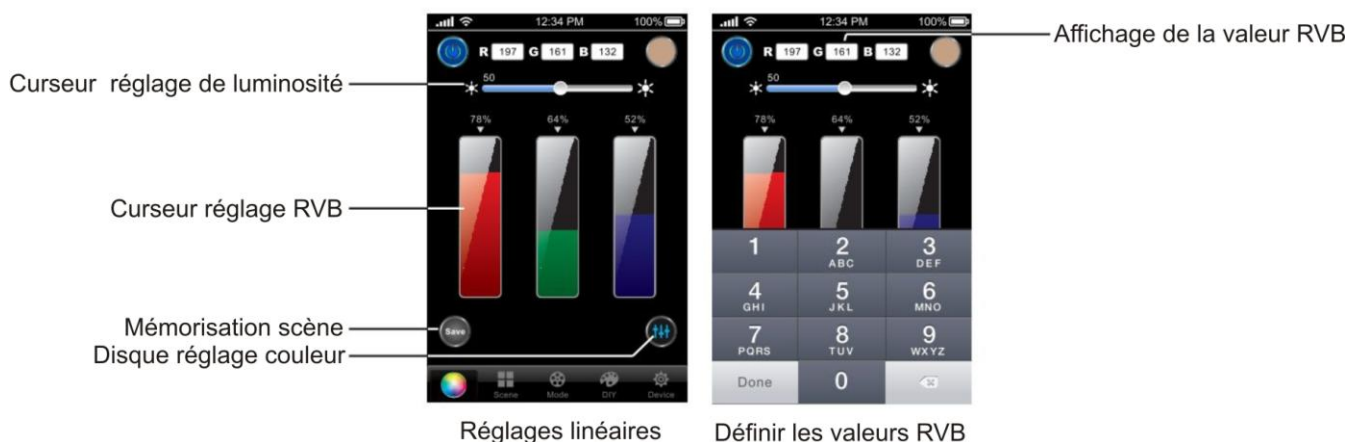 12:34 PM 100%
R 197 G 161 B 132
50
78% 64% 52%
Save
Scene Mode DIY Device
Réglages linéaires
12:34 PM 100%
R 197 G 161 B 132
50
78% 64% 52%
1 2 3
ABC DEF
4 5 6
GHI JKL MNO
7 8 9
PQRS TUV WXYZ
Done 0
Définir les valeurs RVB
Affichage de la valeur RVB
Curseur réglage de luminosité
Curseur réglage RVB
Mémorisation scène
Disque réglage couleur